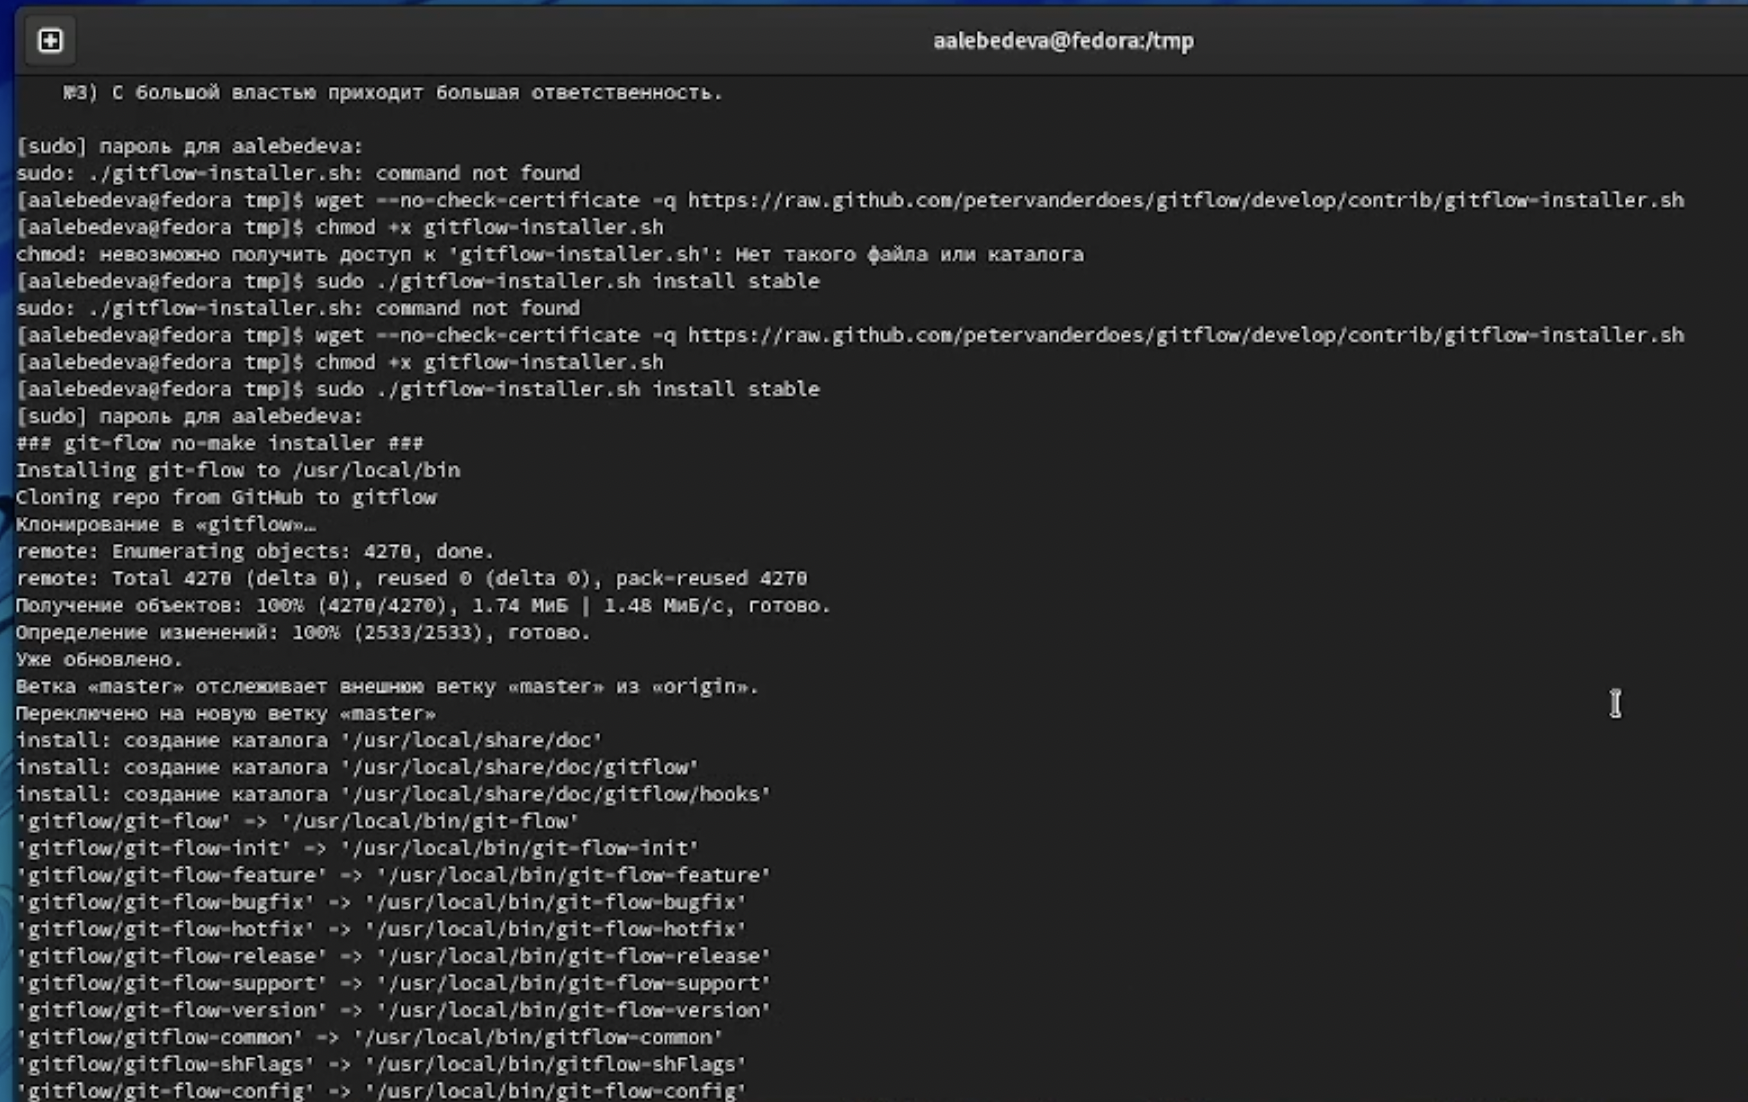 aalebedeva@fedora:/tmp
№3) С большой властью приходит большая ответственность.
[sudo] пароль для aalebedeva:
sudo: ./gitflow-installer.sh: command not found
[aalebedeva@fedora tmp]$ wget --no-check-certificate -q https://raw.github.com/petervanderdoes/gitflow/develop/contrib/gitflow-installer.sh
[aalebedeva@fedora tmp]$ chmod +x gitflow-installer.sh
chmod: невозможно получить доступ к 'gitflow-installer.sh': Нет такого файла или каталога
[aalebedeva@fedora tmp]$ sudo ./gitflow-installer.sh install stable
sudo: ./gitflow-installer.sh: command not found
[aalebedeva@fedora tmp]$ wget --no-check-certificate -q https://raw.github.com/petervanderdoes/gitflow/develop/contrib/gitflow-installer.sh
[aalebedeva@fedora tmp]$ chmod +x gitflow-installer.sh
[aalebedeva@fedora tmp]$ sudo ./gitflow-installer.sh install stable
[sudo] пароль для aalebedeva:
### git-flow no-make installer ###
Installing git-flow to /usr/local/bin
Cloning repo from GitHub to gitflow
Клонирование в «gitflow»…
remote: Enumerating objects: 4270, done.
remote: Total 4270 (delta 0), reused 0 (delta 0), pack-reused 4270
Получение объектов: 100% (4270/4270), 1.74 МиБ | 1.48 МиБ/с, готово.
Определение изменений: 100% (2533/2533), готово.
Уже обновлено.
Ветка «master» отслеживает внешнюю ветку «master» из «origin».
Переключено на новую ветку «master»
install: создание каталога '/usr/local/share/doc'
install: создание каталога '/usr/local/share/doc/gitflow'
install: создание каталога '/usr/local/share/doc/gitflow/hooks'
'gitflow/git-flow' -> '/usr/local/bin/git-flow'
'gitflow/git-flow-init' -> '/usr/local/bin/git-flow-init'
'gitflow/git-flow-feature' -> '/usr/local/bin/git-flow-feature'
'gitflow/git-flow-bugfix' -> '/usr/local/bin/git-flow-bugfix'
'gitflow/git-flow-hotfix' -> '/usr/local/bin/git-flow-hotfix'
'gitflow/git-flow-release' -> '/usr/local/bin/git-flow-release'
'gitflow/git-flow-support' -> '/usr/local/bin/git-flow-support'
'gitflow/git-flow-version' -> '/usr/local/bin/git-flow-version'
'gitflow/gitflow-common' -> '/usr/local/bin/gitflow-common'
'gitflow/gitflow-shFlags' -> '/usr/local/bin/gitflow-shFlags'
'gitflow/git-flow-config' -> '/usr/local/bin/git-flow-config'